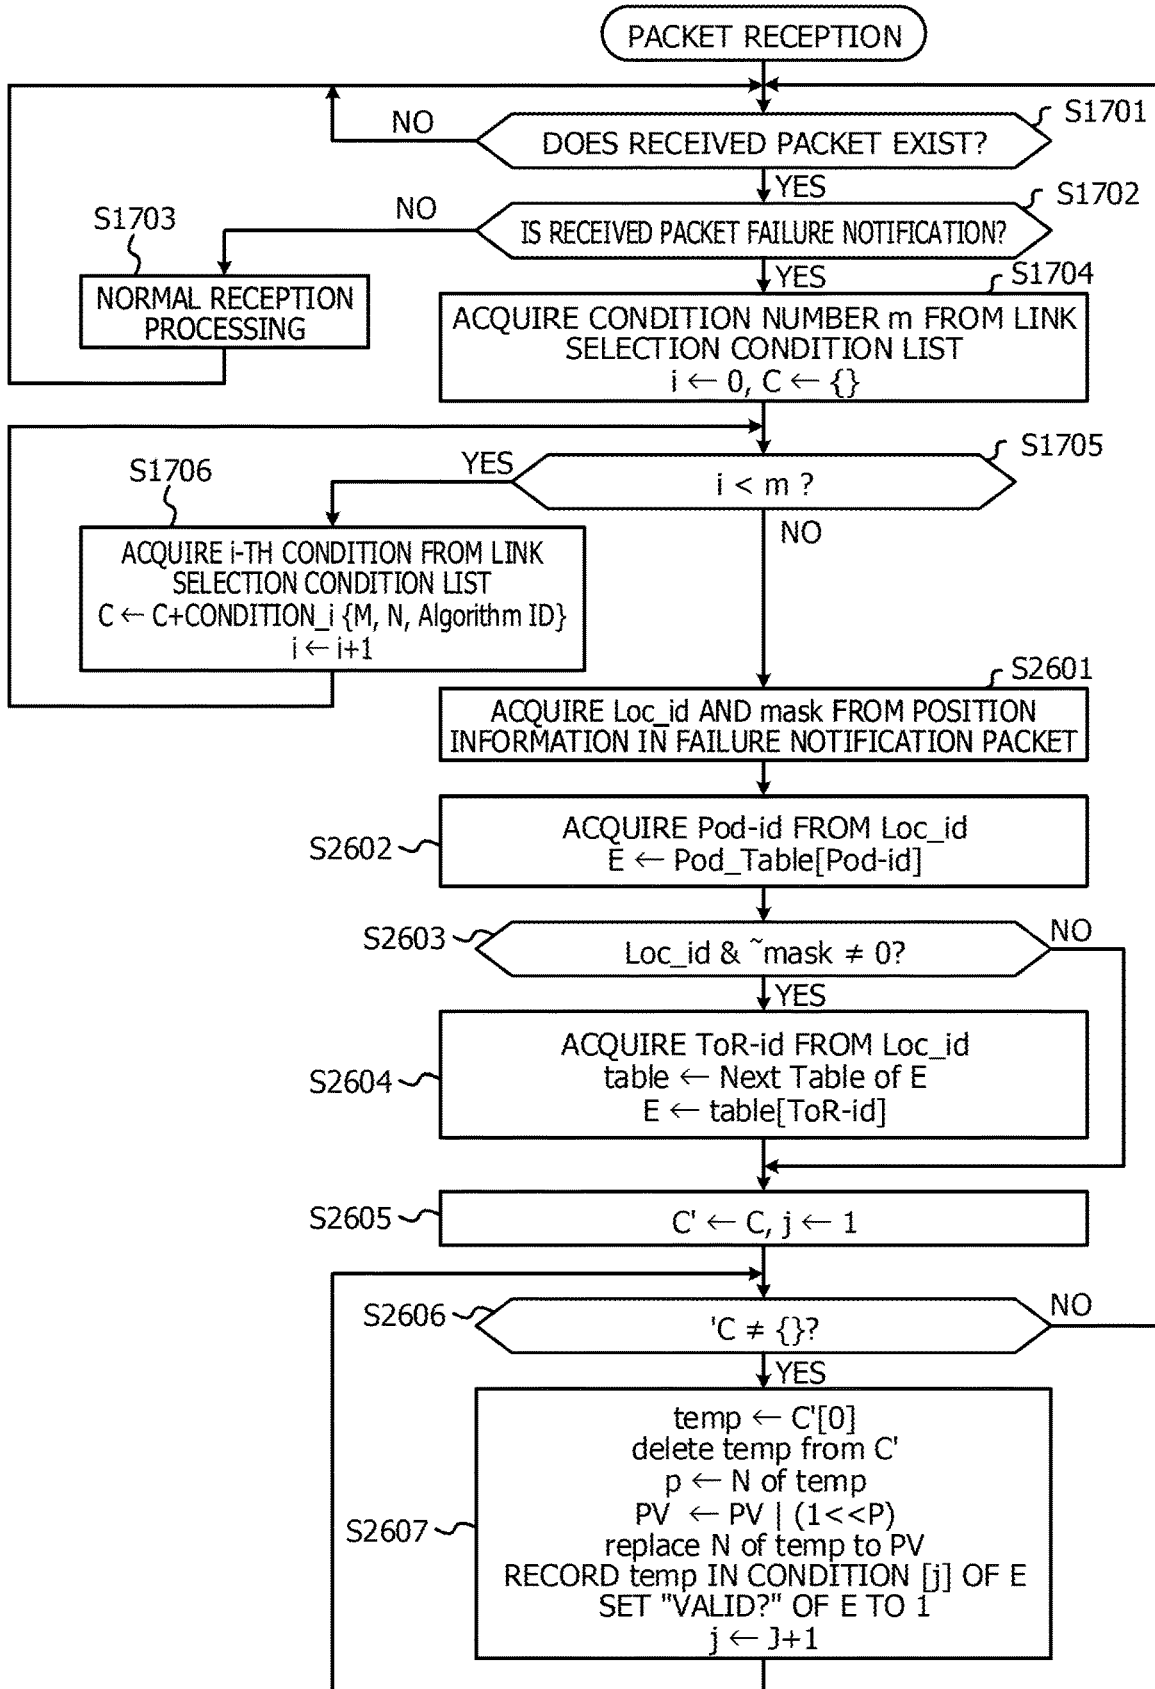 PACKET RECEPTION
S1701
NO
DOES RECEIVED PACKET EXIST?
YES
S1702
NO
IS RECEIVED PACKET FAILURE NOTIFICATION?
S1703
YES
S1704
NORMAL RECEPTION
PROCESSING
ACQUIRE CONDITION NUMBER m FROM LINK
SELECTION CONDITION LIST
i ← 0, C ← {}
S1705
YES
i < m ?
S1706
NO
ACQUIRE i-TH CONDITION FROM LINK
SELECTION CONDITION LIST
C ← C+CONDITION_i {M, N, Algorithm ID}
i ← i+1
S2601
ACQUIRE Loc_id AND mask FROM POSITION
INFORMATION IN FAILURE NOTIFICATION PACKET
S2602
ACQUIRE Pod-id FROM Loc_id
E ← Pod_Table[Pod-id]
S2603
NO
Loc_id & ~mask ≠ 0?
YES
S2604
ACQUIRE ToR-id FROM Loc_id
table ← Next Table of E
E ← table[ToR-id]
S2605
C' ← C, j ← 1
S2606
NO
'C ≠ {}?
YES
S2607
temp ← C'[0]
delete temp from C'
p ← N of temp
PV ← PV | (1<<P)
replace N of temp to PV
RECORD temp IN CONDITION [j] OF E
SET "VALID?" OF E TO 1
j ← J+1